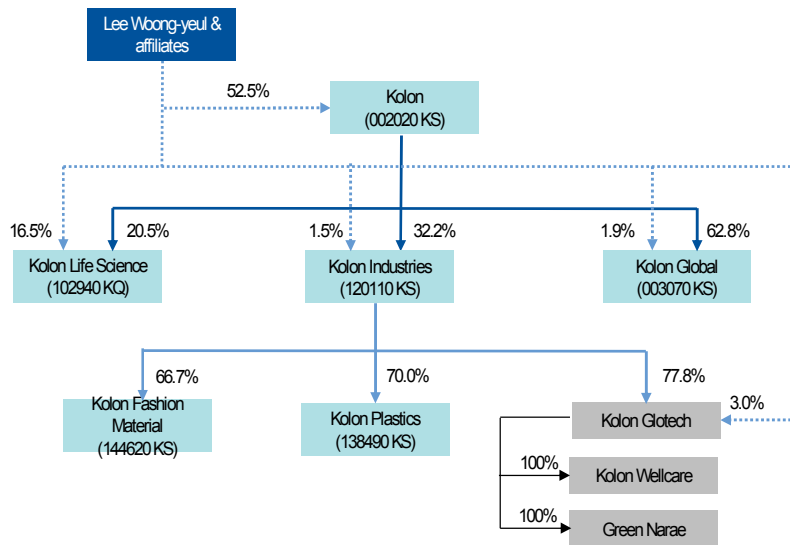 Lee Woong-yeul &
affiliates
52.5%
Kolon
(002020 KS)
16.5%
20.5%
1.5%
32.2%
1.9%
62.8%
Kolon Life Science
(102940 KQ)
Kolon Industries
(120110 KS)
Kolon Global
(003070 KS)
66.7%
70.0%
77.8%
Kolon Fashion
Material
(144620 KS)
Kolon Plastics
(138490 KS)
Kolon Glotech
3.0%
100%
Kolon Wellcare
100%
Green Narae